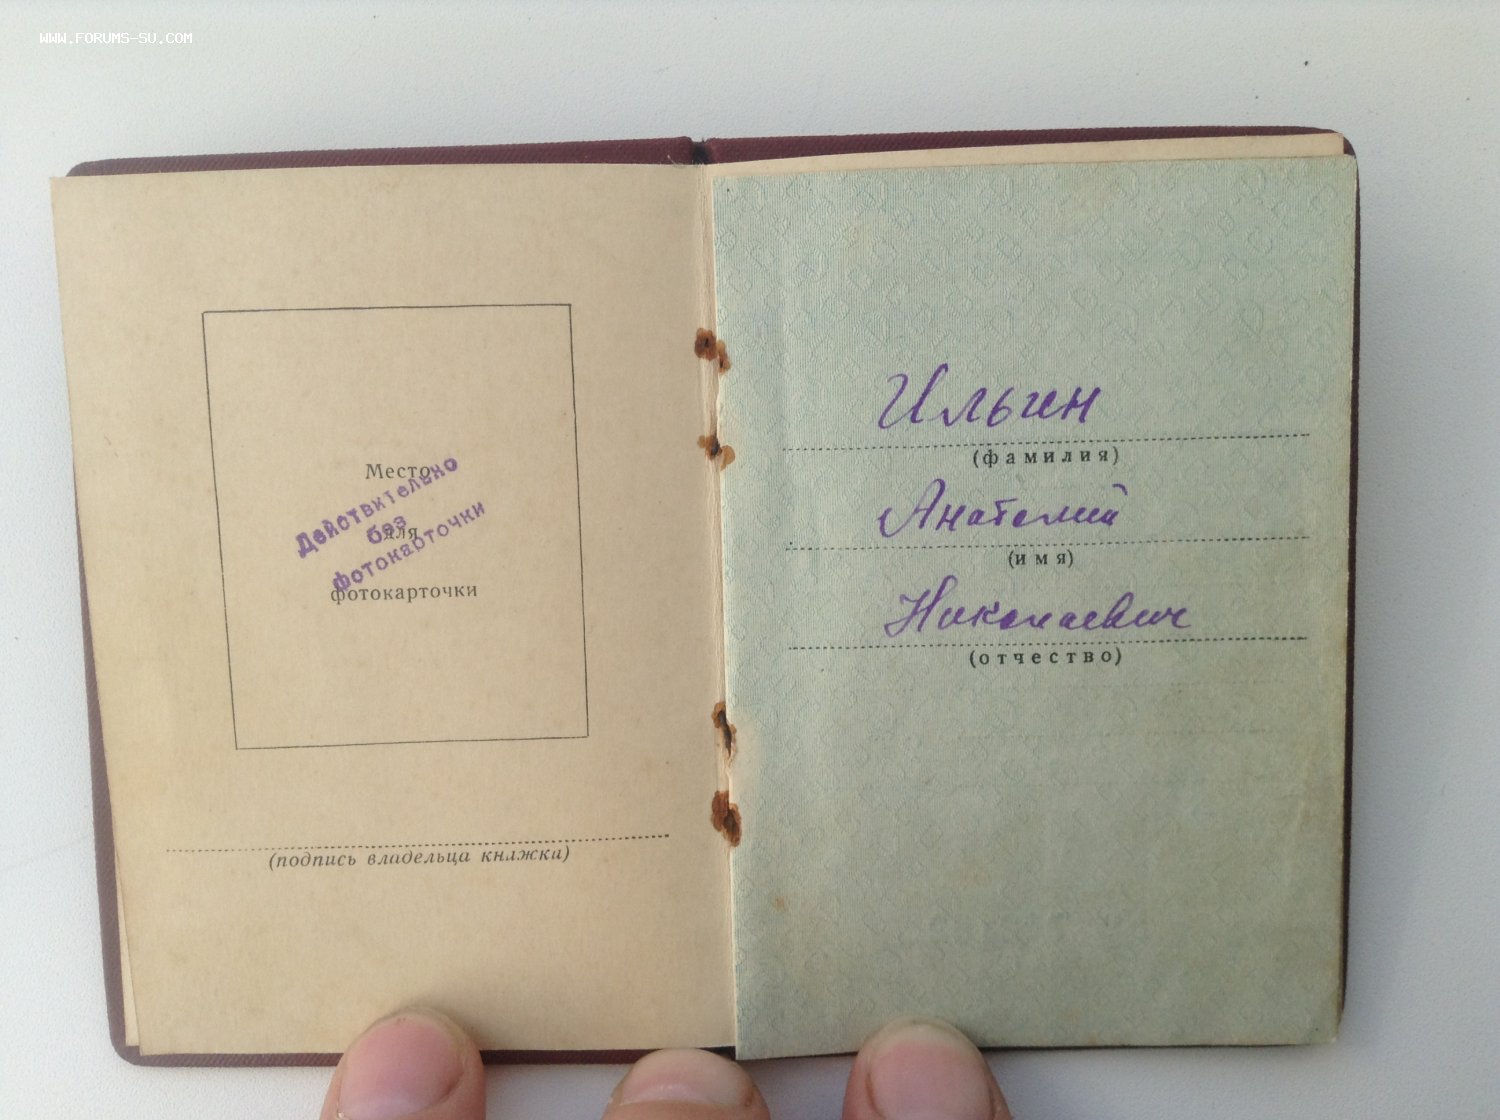 WWW.FORUMS-SU.COM
Место
для
фотокарточки
Действительно
без
фотокарточки
(подпись владельца книжки)
Ильин
(фамилия)
Анатолий
(имя)
Николаевич
(отчество)